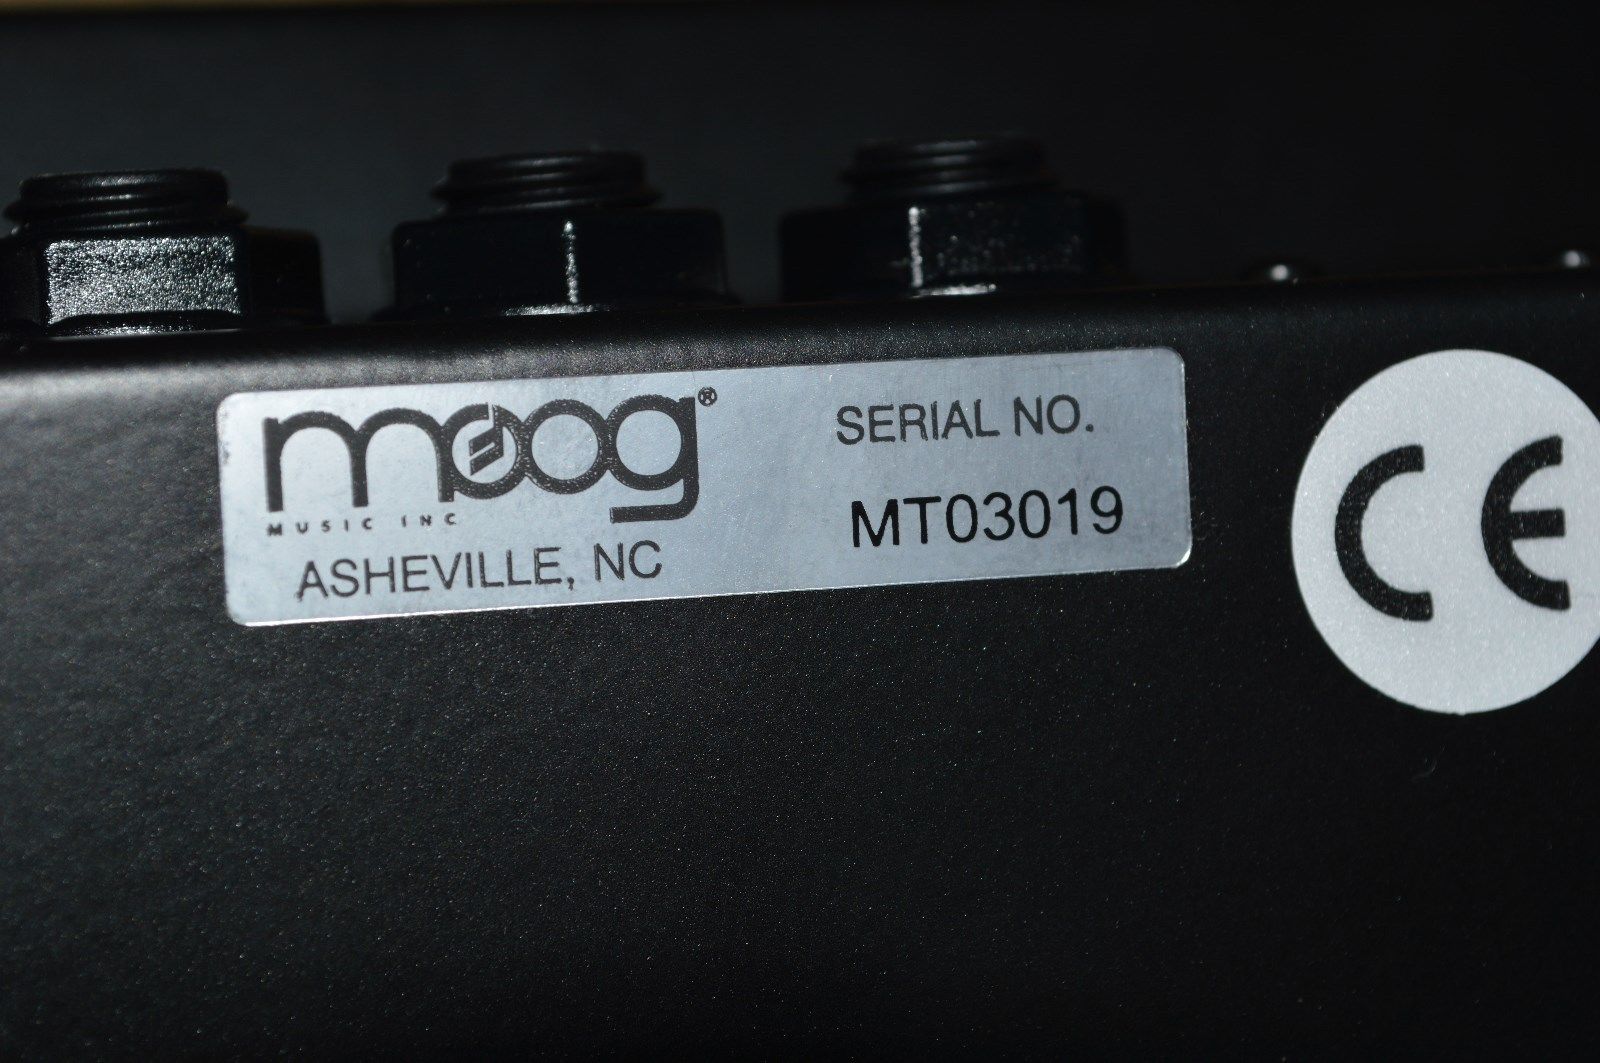 moog®
MUSIC INC
ASHEVILLE, NC
SERIAL NO.
MT03019
CE